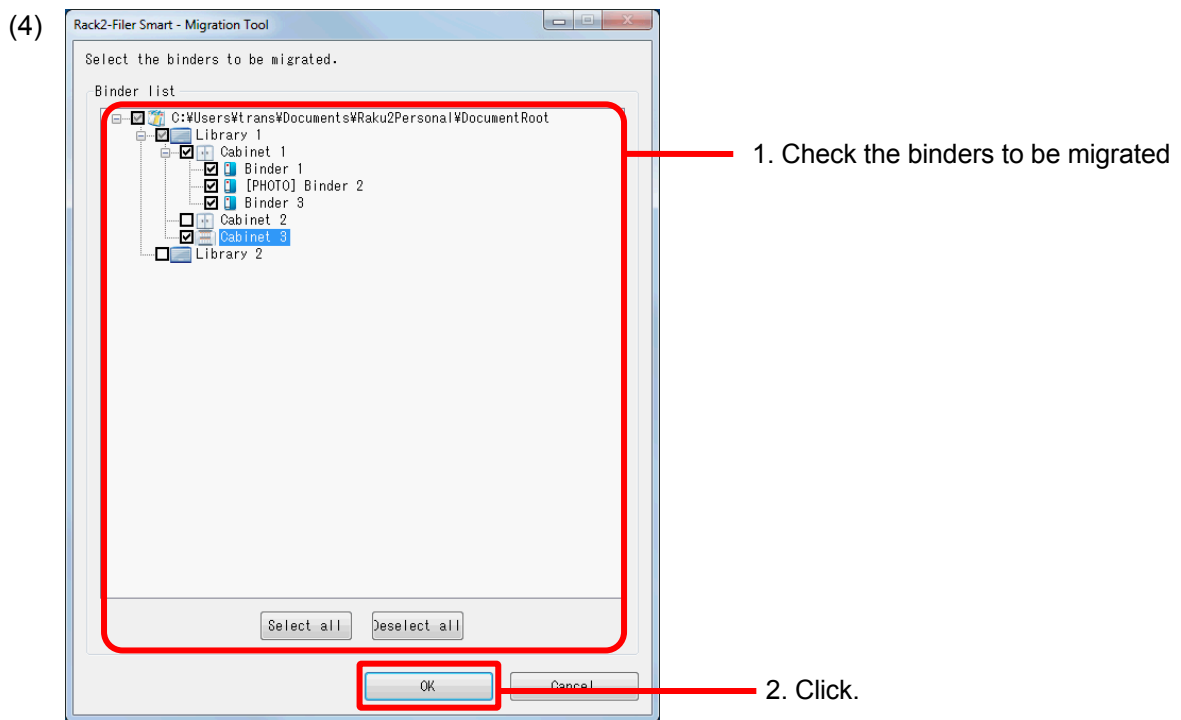 (4)
Rack2-Filer Smart - Migration Tool
Select the binders to be migrated.
Binder list
C:¥Users¥trans¥Documents¥Raku2Personal¥DocumentRoot
Library 1
Cabinet 1
Binder 1
[PHOTO] Binder 2
Binder 3
Cabinet 2
Cabinet 3
Library 2
1. Check the binders to be migrated
Select all Deselect all
OK Cancel
2. Click.